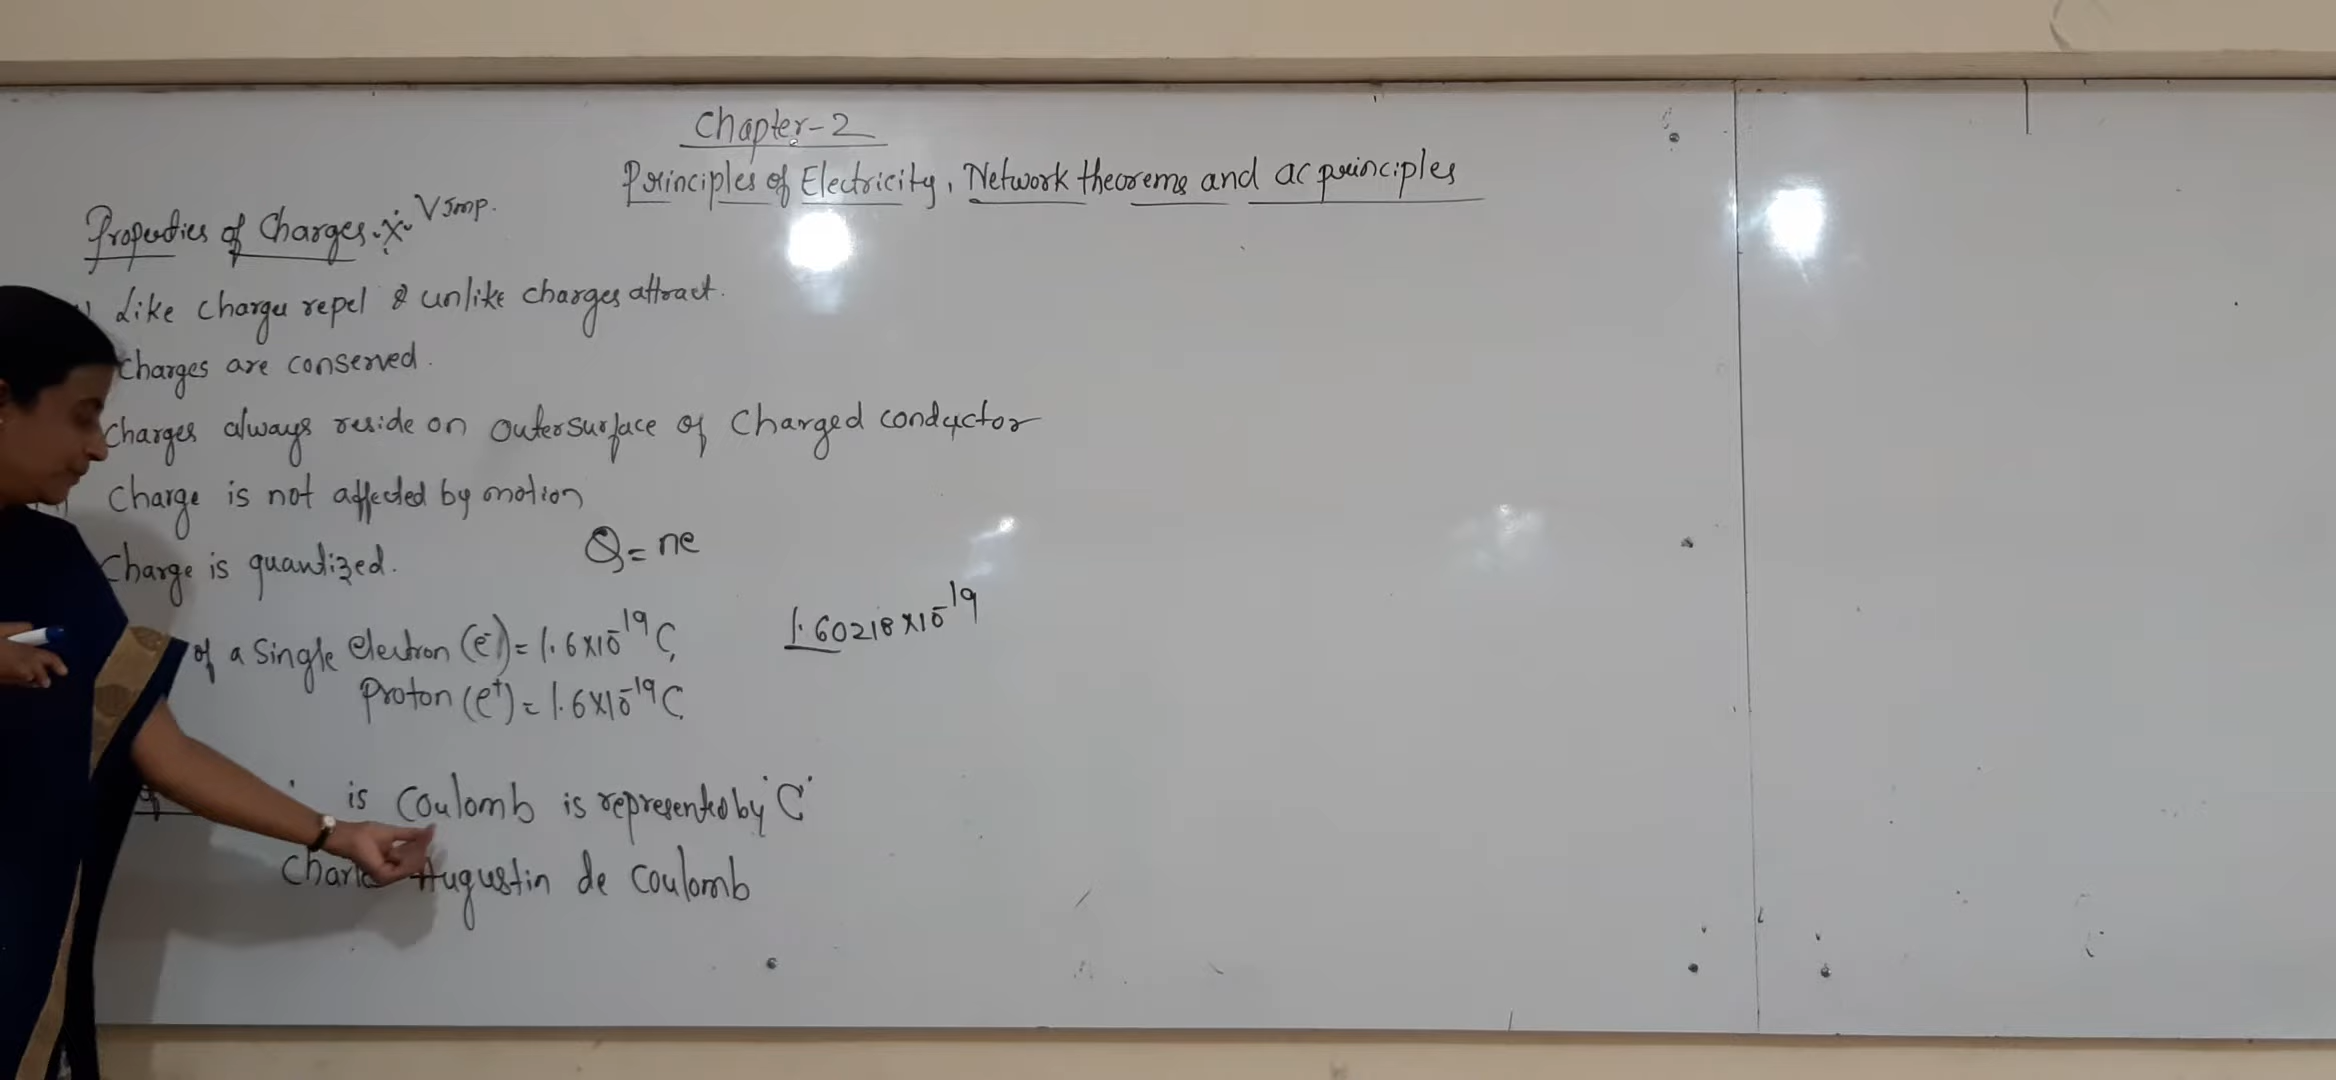 Chapter-2
Principles of Electricity, Network theorems and ac principles
Properties of Charges VImp.
Like charges repel & unlike charges attract.
Charges are conserved.
Charges always reside on outersurface of charged conductor
Charge is not affected by motion
Q = ne
Charge is quantized.
of a single electron (e⁻) = 1.6×10⁻¹⁹ C 1.60218×10⁻¹⁹
Proton (e⁺) = 1.6×10⁻¹⁹ C
is Coulomb is represented by 'C'
Augustin de Coulomb